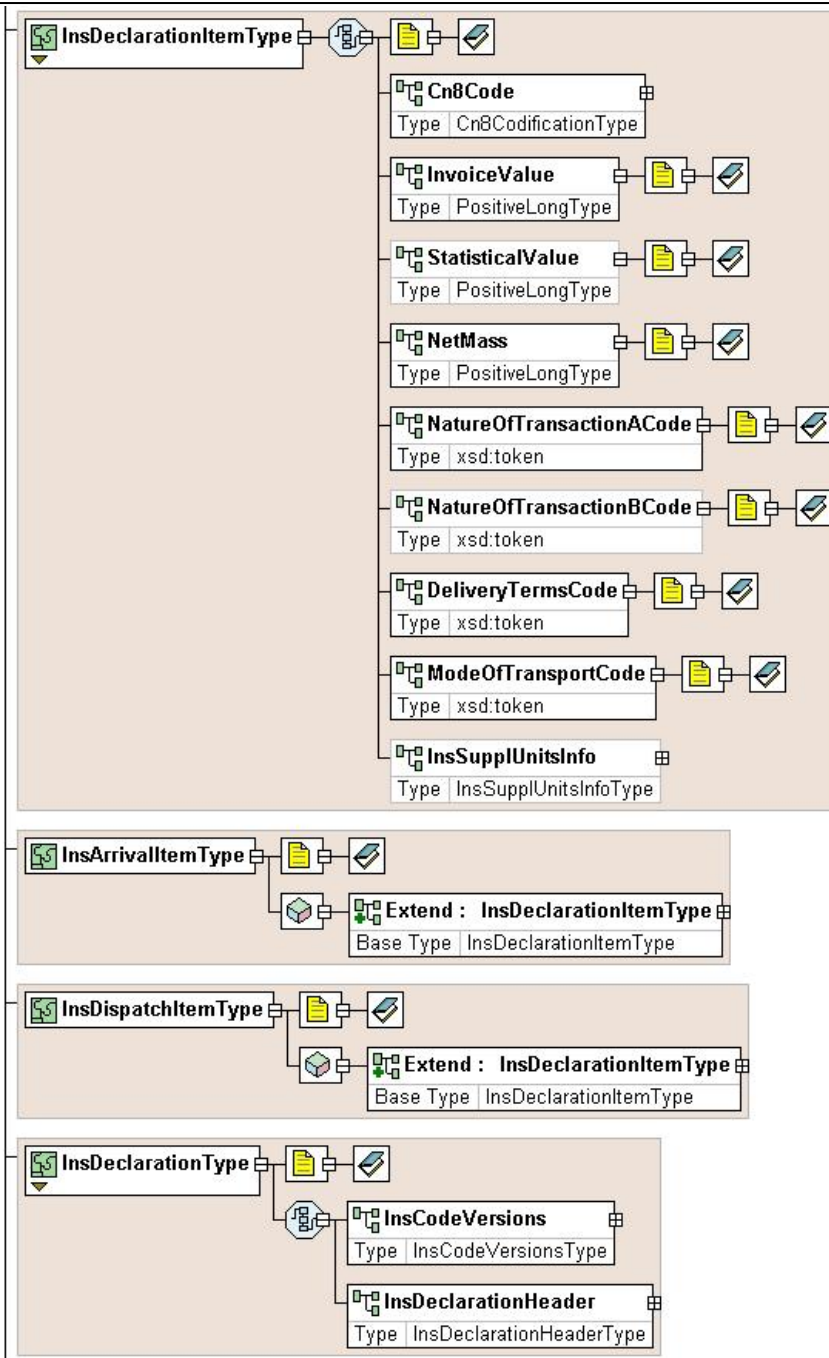 InsDeclarationItemType
Cn8Code
Type Cn8CodificationType
InvoiceValue
Type PositiveLongType
StatisticalValue
Type PositiveLongType
NetMass
Type PositiveLongType
NatureOfTransactionACode
Type xsd:token
NatureOfTransactionBCode
Type xsd:token
DeliveryTermsCode
Type xsd:token
ModeOfTransportCode
Type xsd:token
InsSupplUnitsInfo
Type InsSupplUnitsInfoType
InsArrivalItemType
Extend : InsDeclarationItemType
Base Type InsDeclarationItemType
InsDispatchItemType
Extend : InsDeclarationItemType
Base Type InsDeclarationItemType
InsDeclarationType
InsCodeVersions
Type InsCodeVersionsType
InsDeclarationHeader
Type InsDeclarationHeaderType